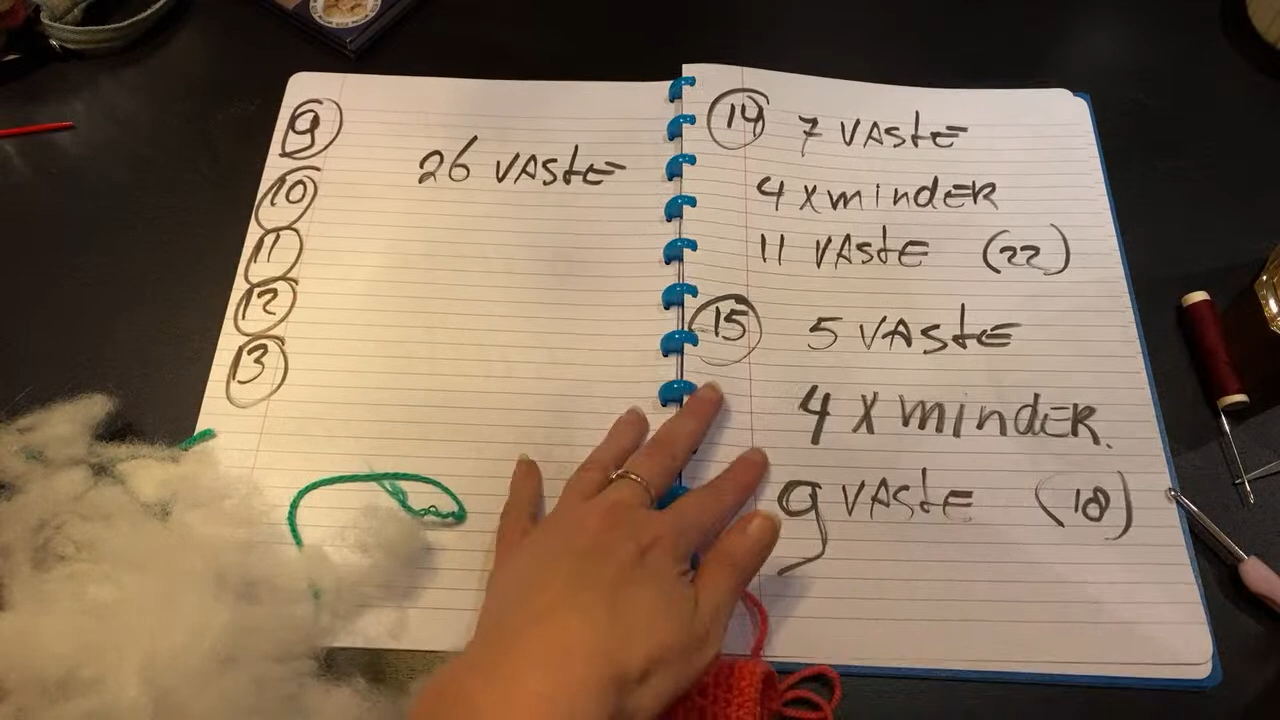 9
26 VASTE
10
11
12
13
14 7 VASTE
4 X minDER
11 VASTE (22)
15 5 VASTE
4 X minDER.
9 VASTE (18)